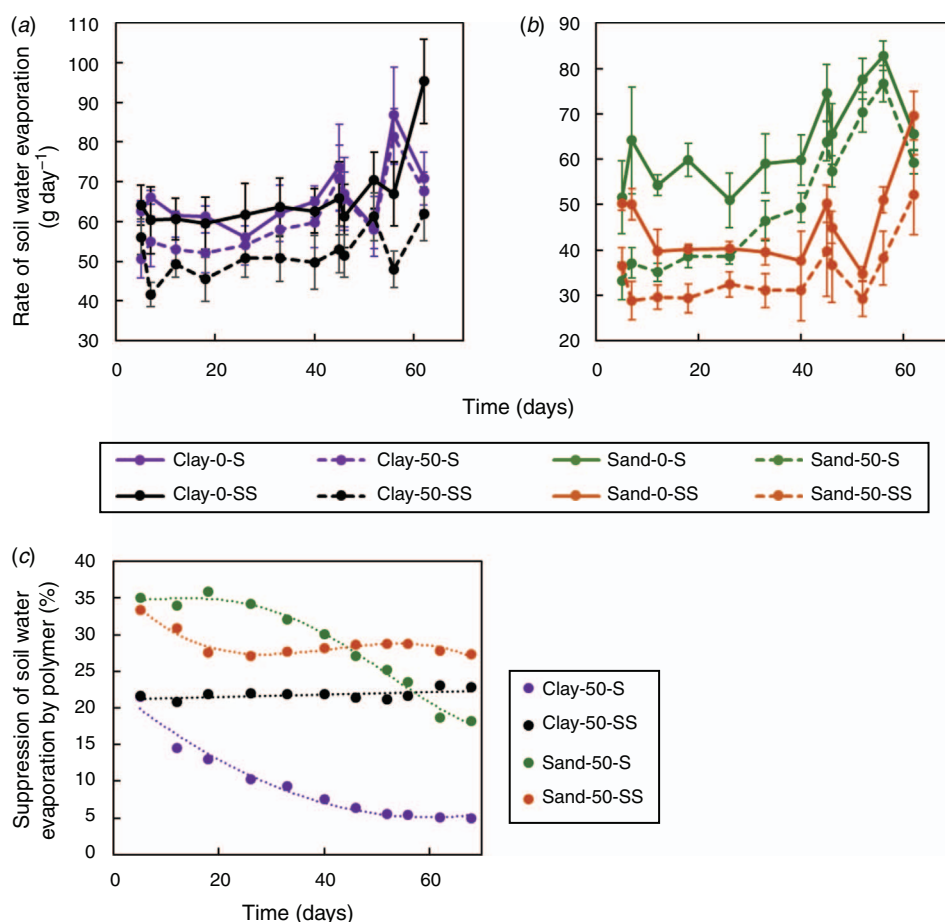 (a)
110
100
90
80
70
60
50
40
30
0
20
40
60
Rate of soil water evaporation
(g day⁻¹)
(b)
90
80
70
60
50
40
30
20
0
20
40
60
Time (days)
Clay-0-S
Clay-50-S
Sand-0-S
Sand-50-S
Clay-0-SS
Clay-50-SS
Sand-0-SS
Sand-50-SS
(c)
40
35
30
25
20
15
10
5
0
0
20
40
60
Suppression of soil water
evaporation by polymer (%)
Time (days)
Clay-50-S
Clay-50-SS
Sand-50-S
Sand-50-SS